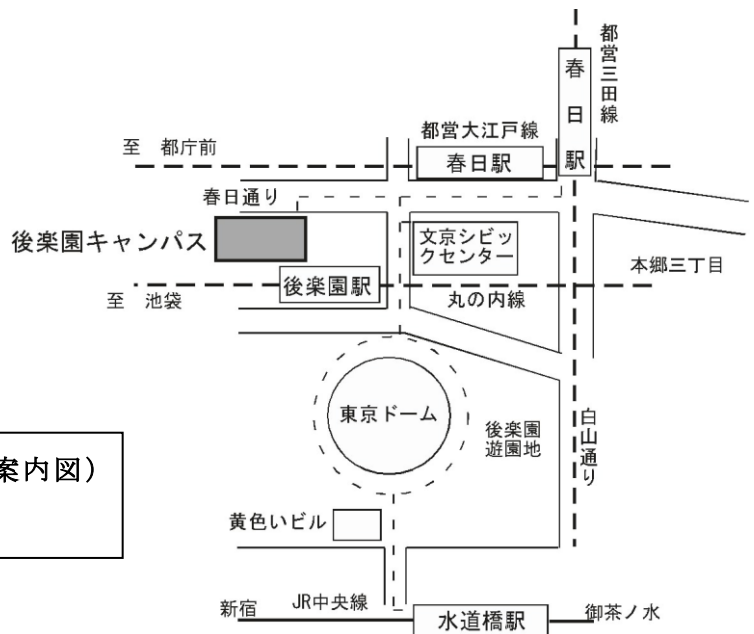 都営三田線
春日駅
都営大江戸線
至 都庁前
春日駅
春日通り
後楽園キャンパス
文京シビッ
クセンター
本郷三丁目
後楽園駅
至 池袋
丸の内線
東京ドーム
後楽園
遊園地
白山通り
案内図)
黄色いビル
新宿
JR中央線
水道橋駅
御茶ノ水